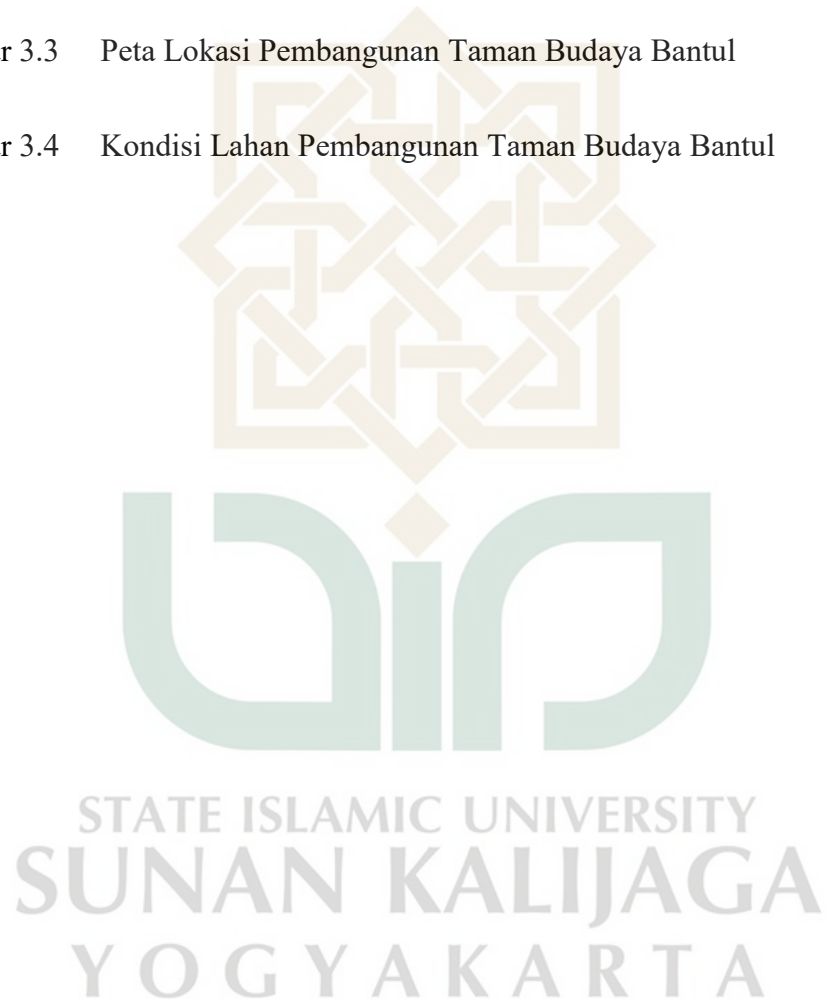 r 3.3 Peta Lokasi Pembangunan Taman Budaya Bantul
r 3.4 Kondisi Lahan Pembangunan Taman Budaya Bantul
STATE ISLAMIC UNIVERSITY
SUNAN KALIJAGA
YOGYAKARTA